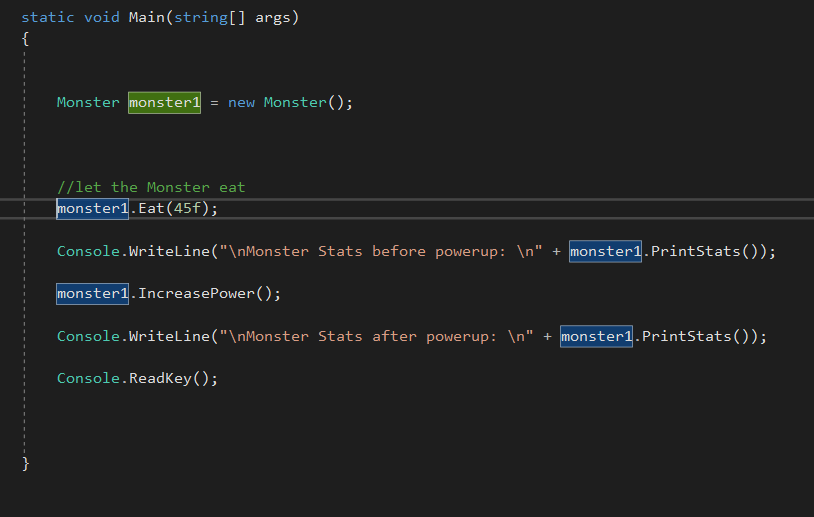 static void Main(string[] args)
{
Monster monster1 = new Monster();
//let the Monster eat
monster1.Eat(45f);
Console.WriteLine("\nMonster Stats before powerup: \n" + monster1.PrintStats());
monster1.IncreasePower();
Console.WriteLine("\nMonster Stats after powerup: \n" + monster1.PrintStats());
Console.ReadKey();
}